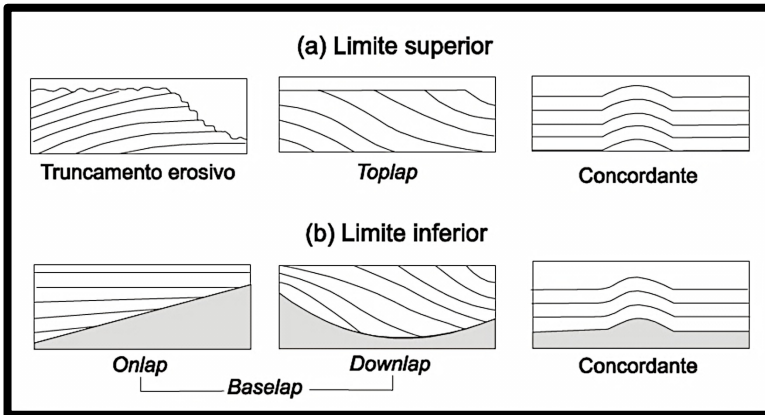 (a) Limite superior
Truncamento erosivo
Toplap
Concordante
(b) Limite inferior
Onlap
Downlap
Concordante
Baselap